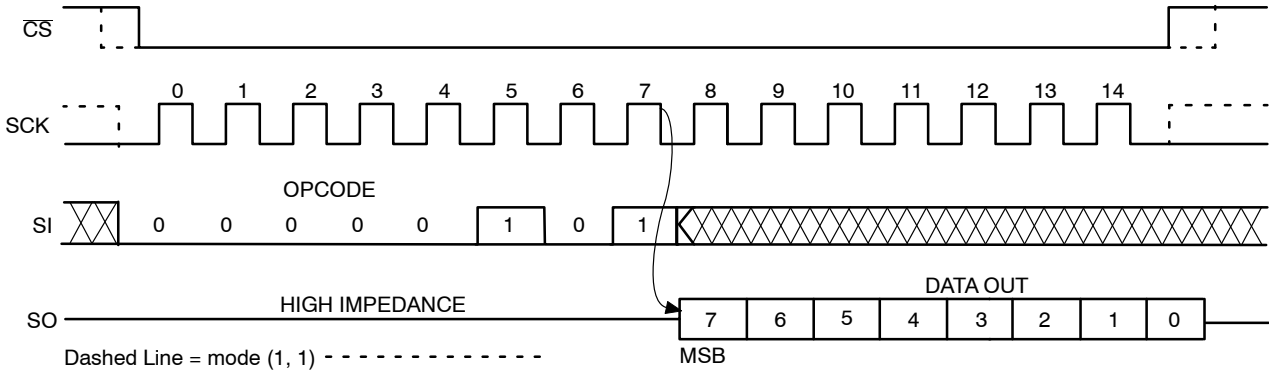 CS
0 1 2 3 4 5 6 7 8 9 10 11 12 13 14
SCK
OPCODE
SI 0 0 0 0 0 1 0 1
DATA OUT
HIGH IMPEDANCE
SO 7 6 5 4 3 2 1 0
Dashed Line = mode (1, 1) MSB